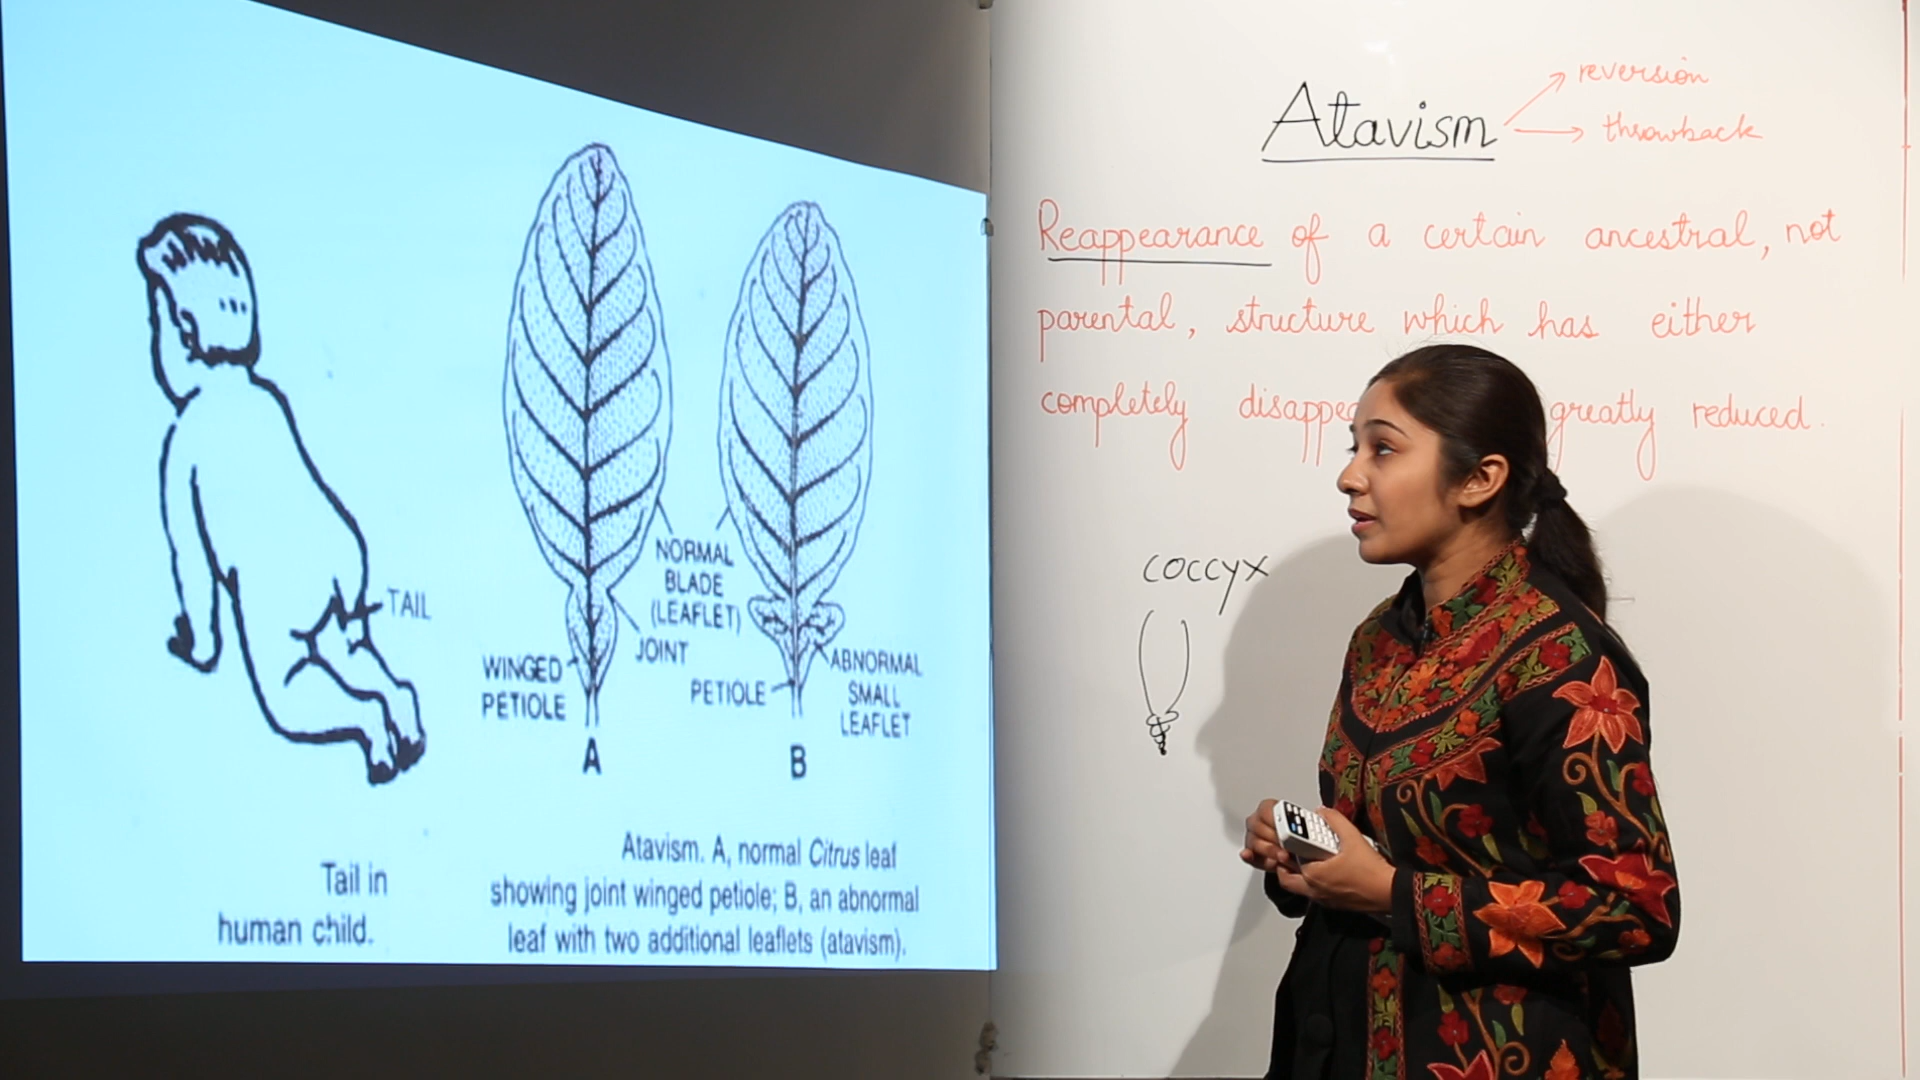 TAIL
NORMAL
BLADE
(LEAFLET)
JOINT
WINGED
PETIOLE
PETIOLE
ABNORMAL
SMALL
LEAFLET
A
B
Tail in
human child.
Atavism. A, normal Citrus leaf
showing joint winged petiole; B, an abnormal
leaf with two additional leaflets (atavism).
Atavism
reversion
throwback
Reappearance of a certain ancestral, not
parental, structure which has either
completely greatly reduced.
coccyx